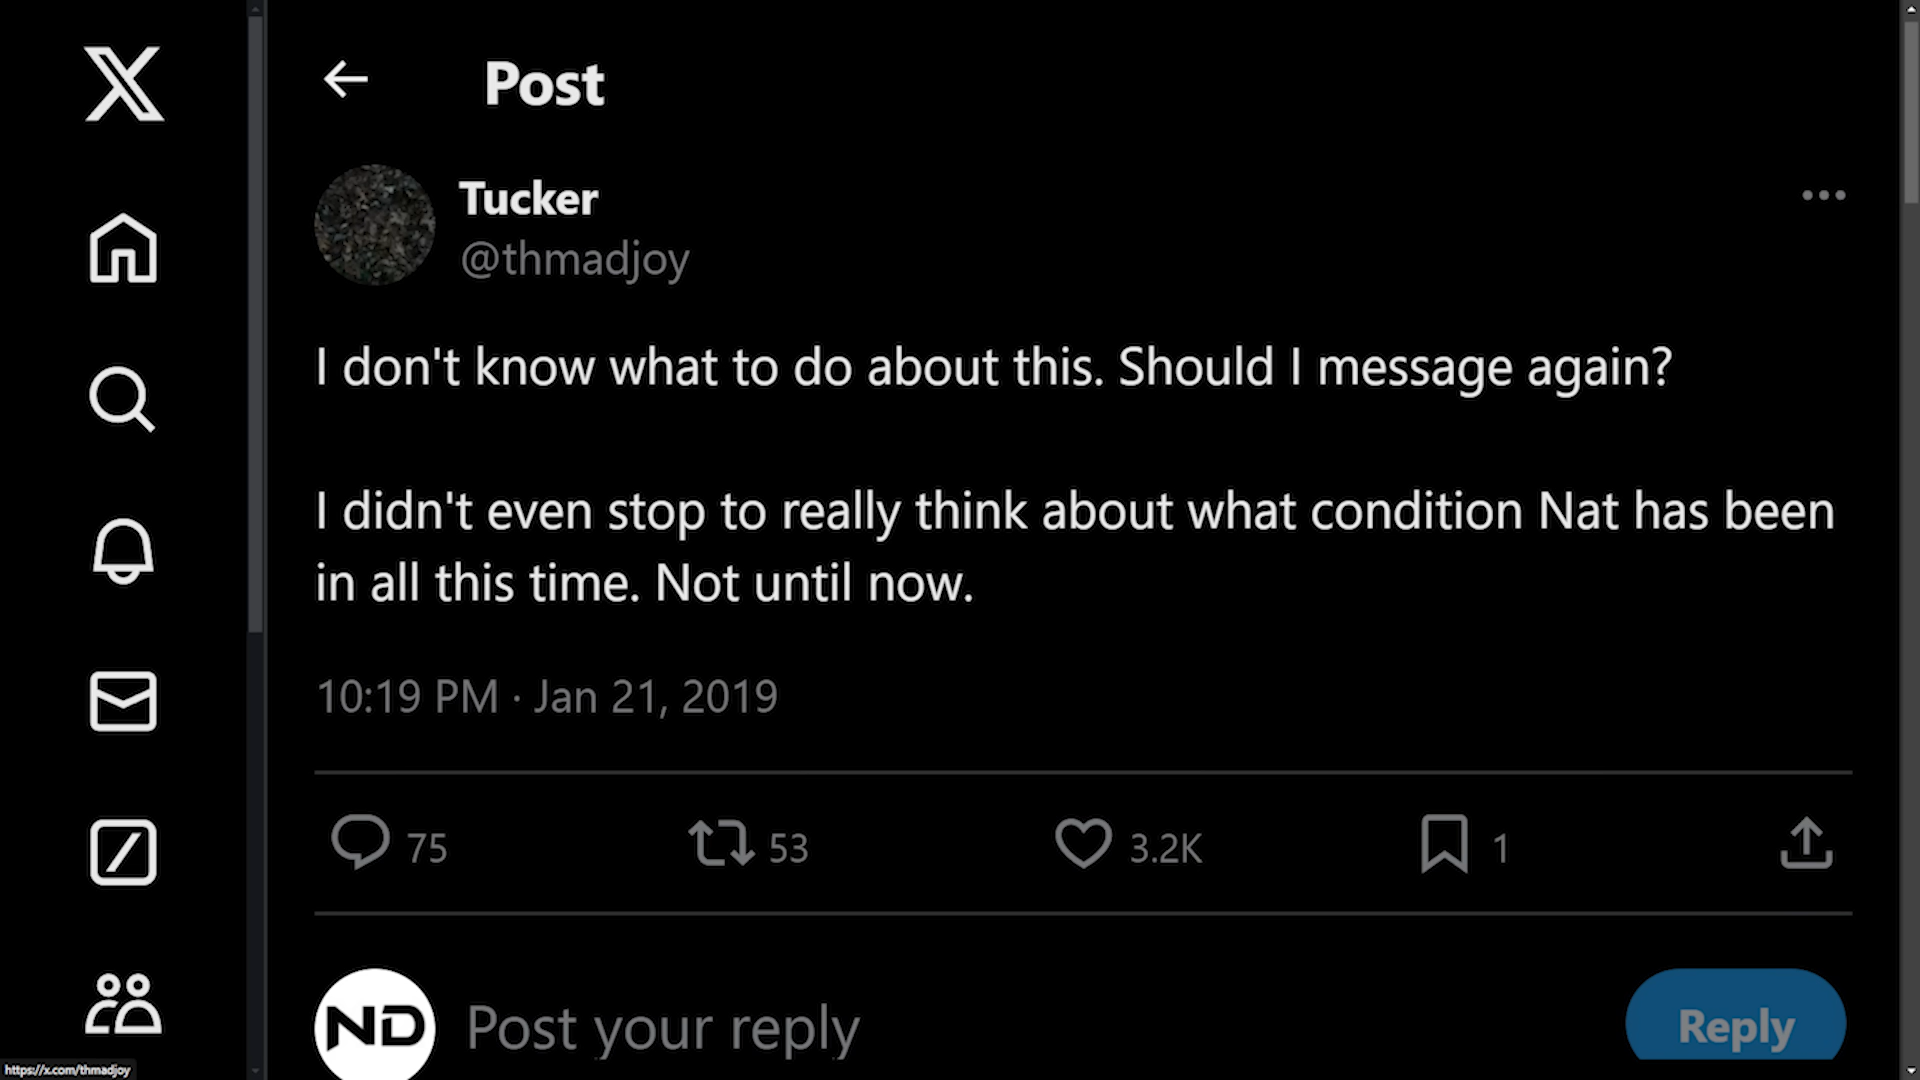 Post
Tucker
@thmadjoy
I don't know what to do about this. Should I message again?
I didn't even stop to really think about what condition Nat has been
in all this time. Not until now.
10:19 PM · Jan 21, 2019
75 53 3.2K 1
ND Post your reply Reply
https://x.com/thmadjoy